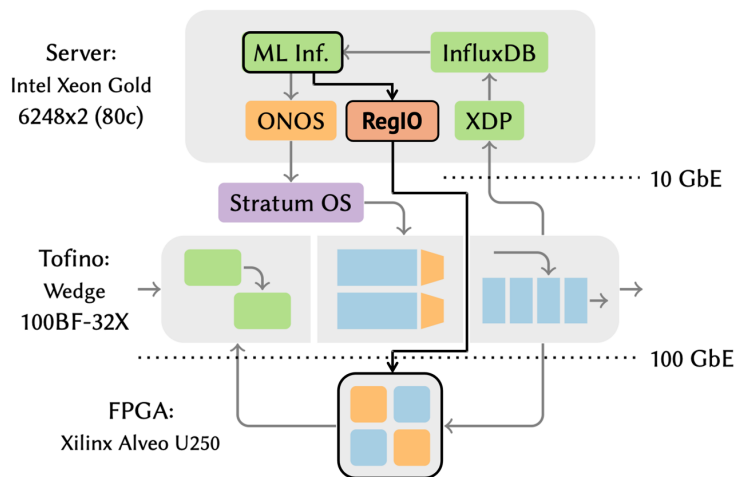 Server:
Intel Xeon Gold
6248x2 (80c)
ML Inf.
InfluxDB
ONOS
RegIO
XDP
10 GbE
Stratum OS
Tofino:
Wedge
100BF-32X
100 GbE
FPGA:
Xilinx Alveo U250